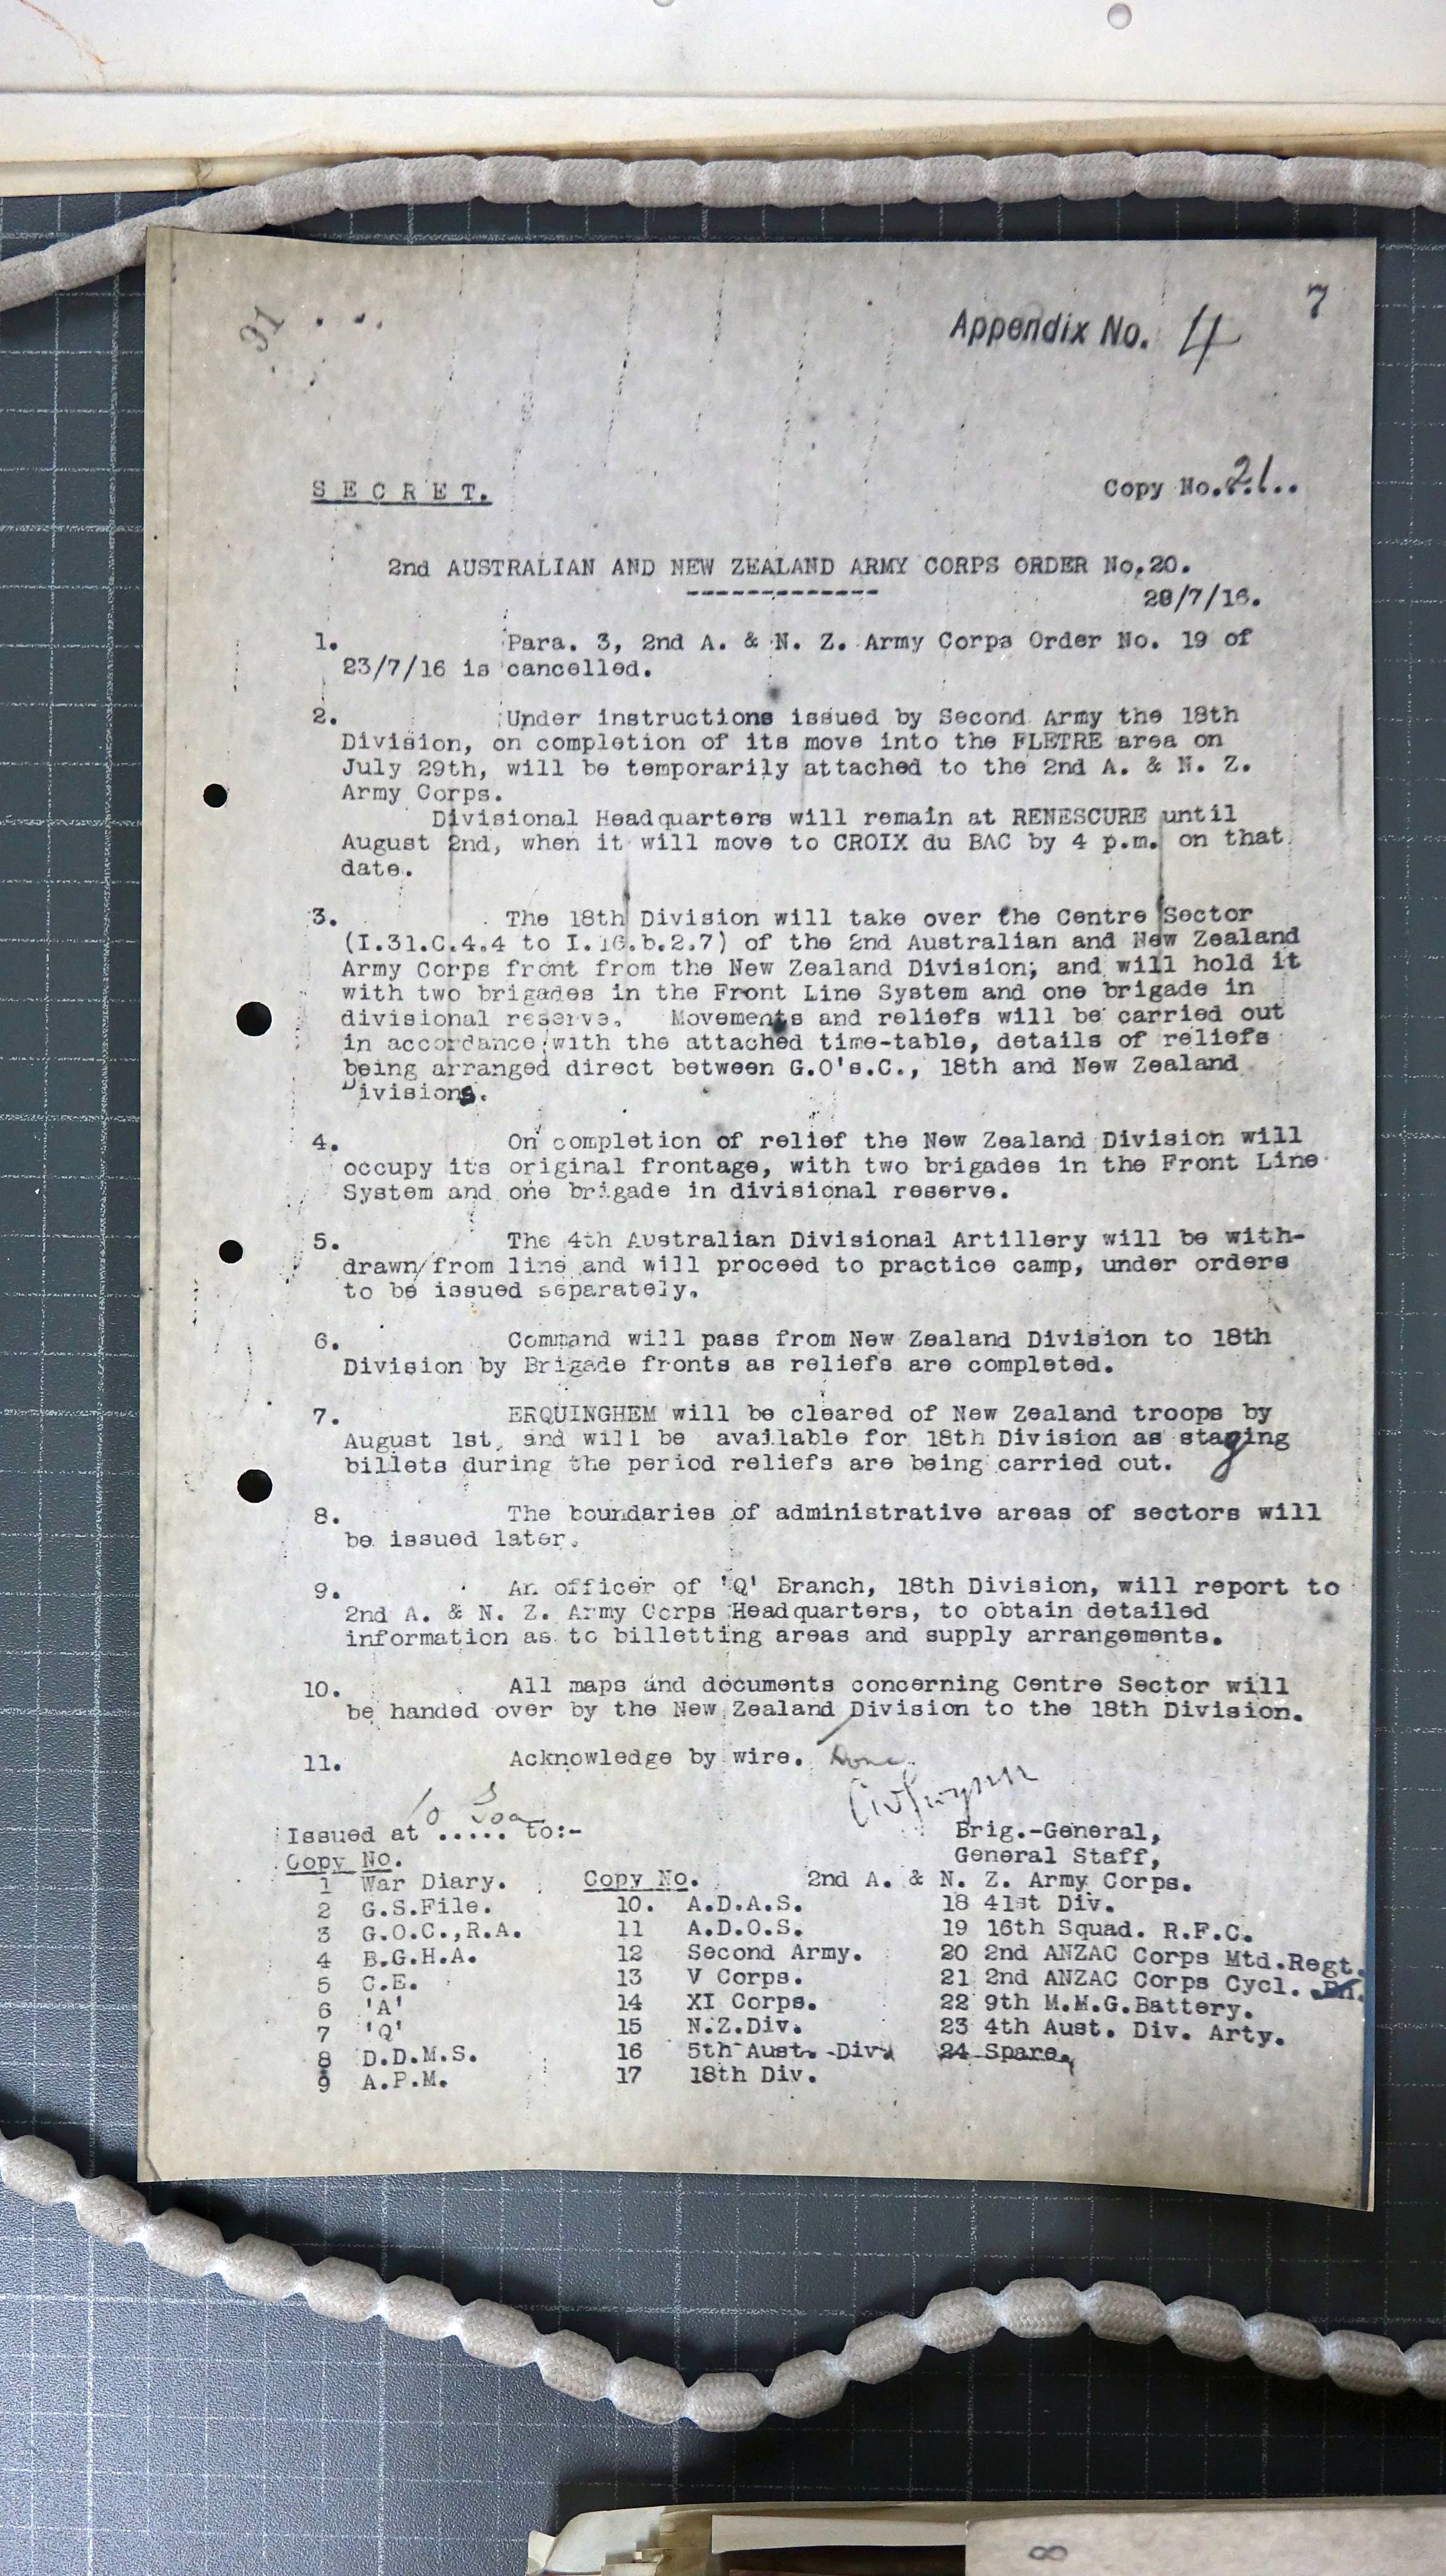 7
31
Appendix No. 4
S E C R E T.
Copy No. 21..
2nd AUSTRALIAN AND NEW ZEALAND ARMY CORPS ORDER No.20.
------------
/7/16.
1. Para. 3, 2nd A. & N. Z. Army Corps Order No. 19 of
23/7/16 is cancelled.
2. Under instructions issued by Second Army the 18th
Division, on completion of its move into the FLETRE area on
July 29th, will be temporarily attached to the 2nd A. & N. Z.
Army Corps.
Divisional Headquarters will remain at RENESCURE until
August 2nd, when it will move to CROIX du BAC by 4 p.m. on that
date.
3. The 18th Division will take over the Centre Sector
(I.31.C.4.4 to I.16.b.2.7) of the 2nd Australian and New Zealand
Army Corps front from the New Zealand Division; and will hold it
with two brigades in the Front Line System and one brigade in
divisional reserve. Movements and reliefs will be carried out
in accordance with the attached time-table, details of reliefs
being arranged direct between G.O's.C., 18th and New Zealand
Divisions.
4. On completion of relief the New Zealand Division will
occupy its original frontage, with two brigades in the Front Line
System and one brigade in divisional reserve.
5. The 4th Australian Divisional Artillery will be with-
drawn from line and will proceed to practice camp, under orders
to be issued separately.
6. Command will pass from New Zealand Division to 18th
Division by Brigade fronts as reliefs are completed.
7. ERQUINGHEM will be cleared of New Zealand troops by
August 1st, and will be available for 18th Division as staging
billets during the period reliefs are being carried out.
8. The boundaries of administrative areas of sectors will
be issued later.
9. An officer of 'Q' Branch, 18th Division, will report to
2nd A. & N. Z. Army Corps Headquarters, to obtain detailed
information as to billetting areas and supply arrangements.
10. All maps and documents concerning Centre Sector will
be handed over by the New Zealand Division to the 18th Division.
11. Acknowledge by wire. Done
Issued at ..... to:-
Brig.-General,
General Staff,
2nd A. & N. Z. Army Corps.
Copy No.
1 War Diary.
2 G.S.File.
3 G.O.C.,R.A.
4 B.G.H.A.
5 C.E.
6 'A'
7 'Q'
8 D.D.M.S.
9 A.P.M.
Copy No.
10. A.D.A.S.
11 A.D.O.S.
12 Second Army.
13 V Corps.
14 XI Corps.
15 N.Z.Div.
16 5th Aust. Div.
17 18th Div.
18 41st Div.
19 16th Squad. R.F.C.
20 2nd ANZAC Corps Mtd.Regt.
21 2nd ANZAC Corps Cycl. Bn.
22 9th M.M.G.Battery.
23 4th Aust. Div. Arty.
24 Spare.
8